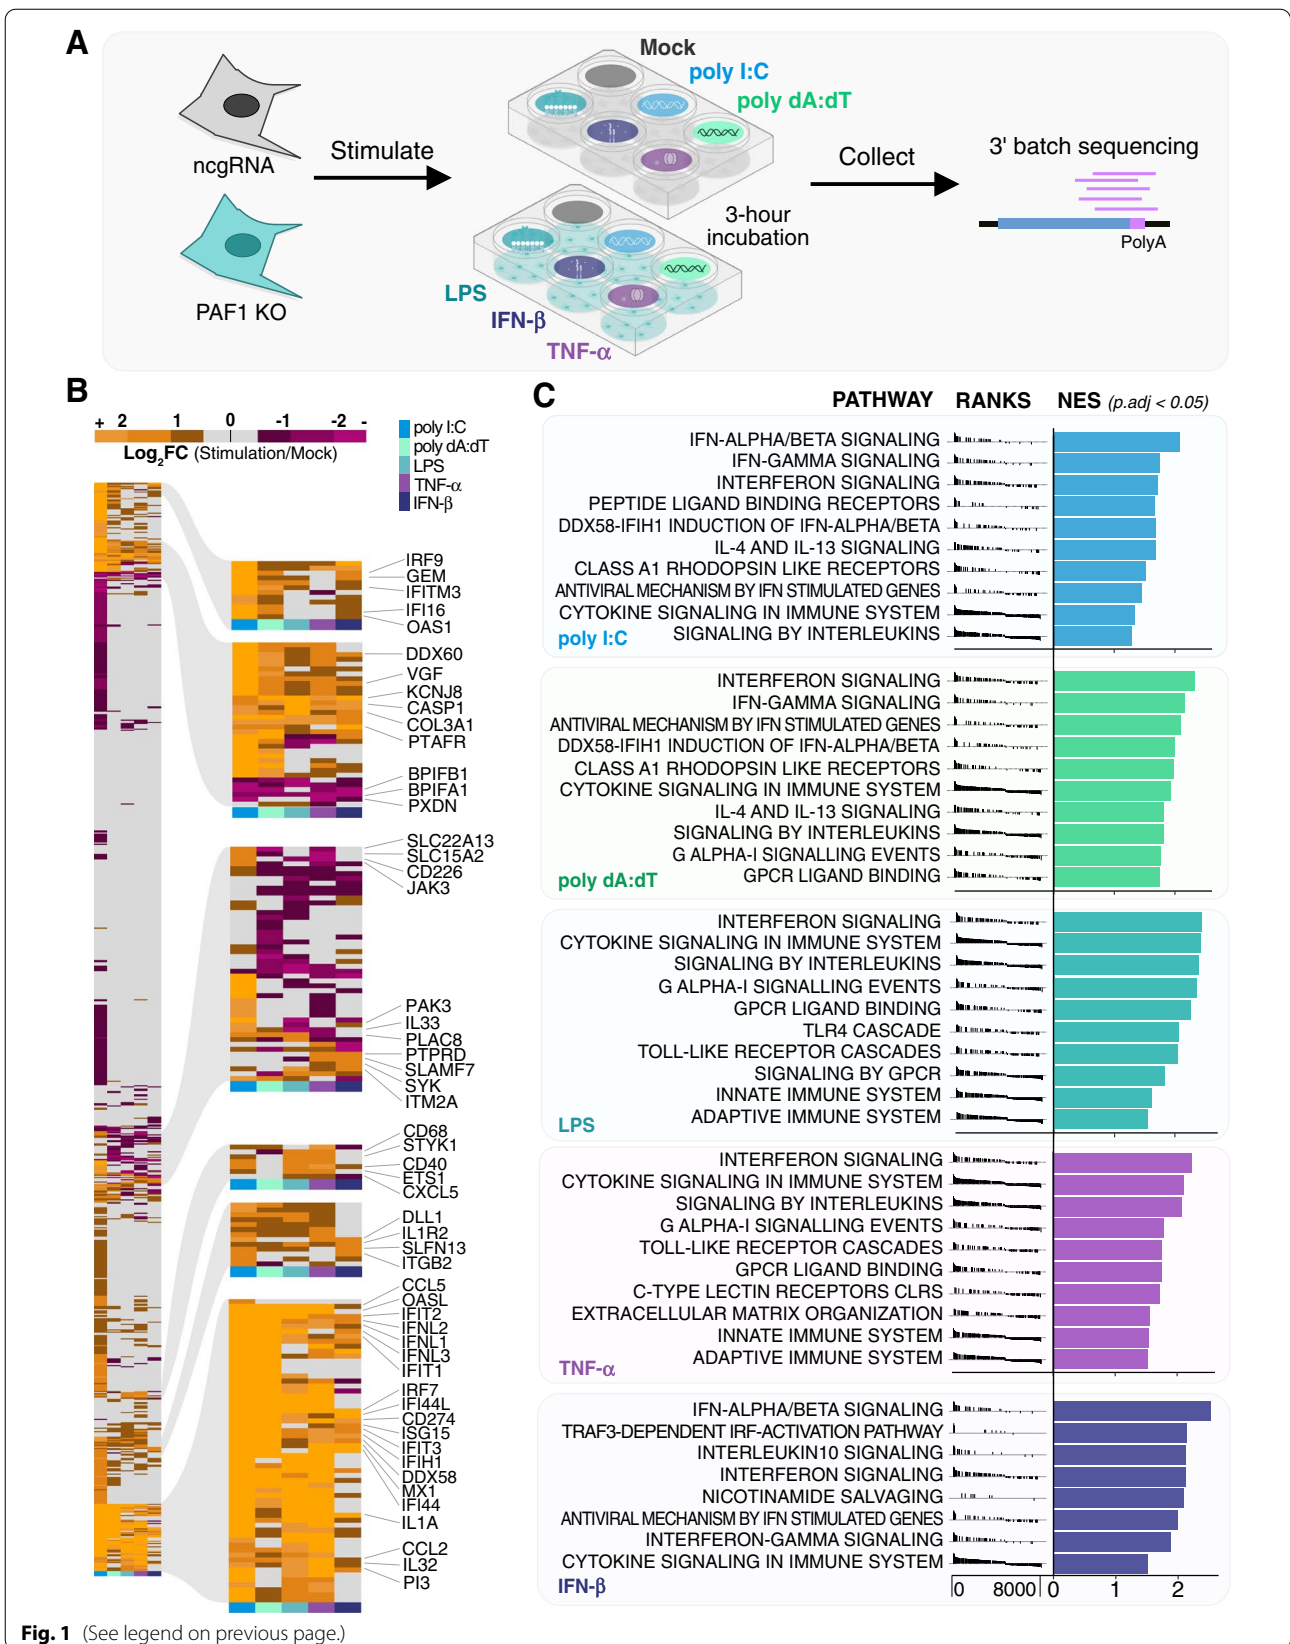 A
Mock
poly I:C
poly dA:dT
ncgRNA
Stimulate
Collect
3' batch sequencing
PolyA
3-hour
incubation
PAF1 KO
LPS
IFN-β
TNF-α
B
+ 2 1 0 -1 -2 -
Log2FC (Stimulation/Mock)
poly I:C
poly dA:dT
LPS
TNF-α
IFN-β
IRF9
GEM
IFITM3
IFI16
OAS1
DDX60
VGF
KCNJ8
CASP1
COL3A1
PTAFR
BPIFB1
BPIFA1
PXDN
SLC22A13
SLC15A2
CD226
JAK3
PAK3
IL33
PLAC8
PTPRD
SLAMF7
SYK
ITM2A
CD68
STYK1
CD40
ETS1
CXCL5
DLL1
IL1R2
SLFN13
ITGB2
CCL5
OASL
IFIT2
IFNL2
IFNL1
IFNL3
IFIT1
IRF7
IFI44L
CD274
ISG15
IFIT3
IFIH1
DDX58
MX1
IFI44
IL1A
CCL2
IL32
PI3
C
PATHWAY RANKS NES (p.adj < 0.05)
IFN-ALPHA/BETA SIGNALING
IFN-GAMMA SIGNALING
INTERFERON SIGNALING
PEPTIDE LIGAND BINDING RECEPTORS
DDX58-IFIH1 INDUCTION OF IFN-ALPHA/BETA
IL-4 AND IL-13 SIGNALING
CLASS A1 RHODOPSIN LIKE RECEPTORS
ANTIVIRAL MECHANISM BY IFN STIMULATED GENES
CYTOKINE SIGNALING IN IMMUNE SYSTEM
SIGNALING BY INTERLEUKINS
poly I:C
INTERFERON SIGNALING
IFN-GAMMA SIGNALING
ANTIVIRAL MECHANISM BY IFN STIMULATED GENES
DDX58-IFIH1 INDUCTION OF IFN-ALPHA/BETA
CLASS A1 RHODOPSIN LIKE RECEPTORS
CYTOKINE SIGNALING IN IMMUNE SYSTEM
IL-4 AND IL-13 SIGNALING
SIGNALING BY INTERLEUKINS
G ALPHA-I SIGNALLING EVENTS
GPCR LIGAND BINDING
poly dA:dT
INTERFERON SIGNALING
CYTOKINE SIGNALING IN IMMUNE SYSTEM
SIGNALING BY INTERLEUKINS
G ALPHA-I SIGNALLING EVENTS
GPCR LIGAND BINDING
TLR4 CASCADE
TOLL-LIKE RECEPTOR CASCADES
SIGNALING BY GPCR
INNATE IMMUNE SYSTEM
ADAPTIVE IMMUNE SYSTEM
LPS
INTERFERON SIGNALING
CYTOKINE SIGNALING IN IMMUNE SYSTEM
SIGNALING BY INTERLEUKINS
G ALPHA-I SIGNALLING EVENTS
TOLL-LIKE RECEPTOR CASCADES
GPCR LIGAND BINDING
C-TYPE LECTIN RECEPTORS CLRS
EXTRACELLULAR MATRIX ORGANIZATION
INNATE IMMUNE SYSTEM
ADAPTIVE IMMUNE SYSTEM
TNF-α
IFN-ALPHA/BETA SIGNALING
TRAF3-DEPENDENT IRF-ACTIVATION PATHWAY
INTERLEUKIN10 SIGNALING
INTERFERON SIGNALING
NICOTINAMIDE SALVAGING
ANTIVIRAL MECHANISM BY IFN STIMULATED GENES
INTERFERON-GAMMA SIGNALING
CYTOKINE SIGNALING IN IMMUNE SYSTEM
IFN-β
0 8000 0 1 2
Fig. 1 (See legend on previous page.)